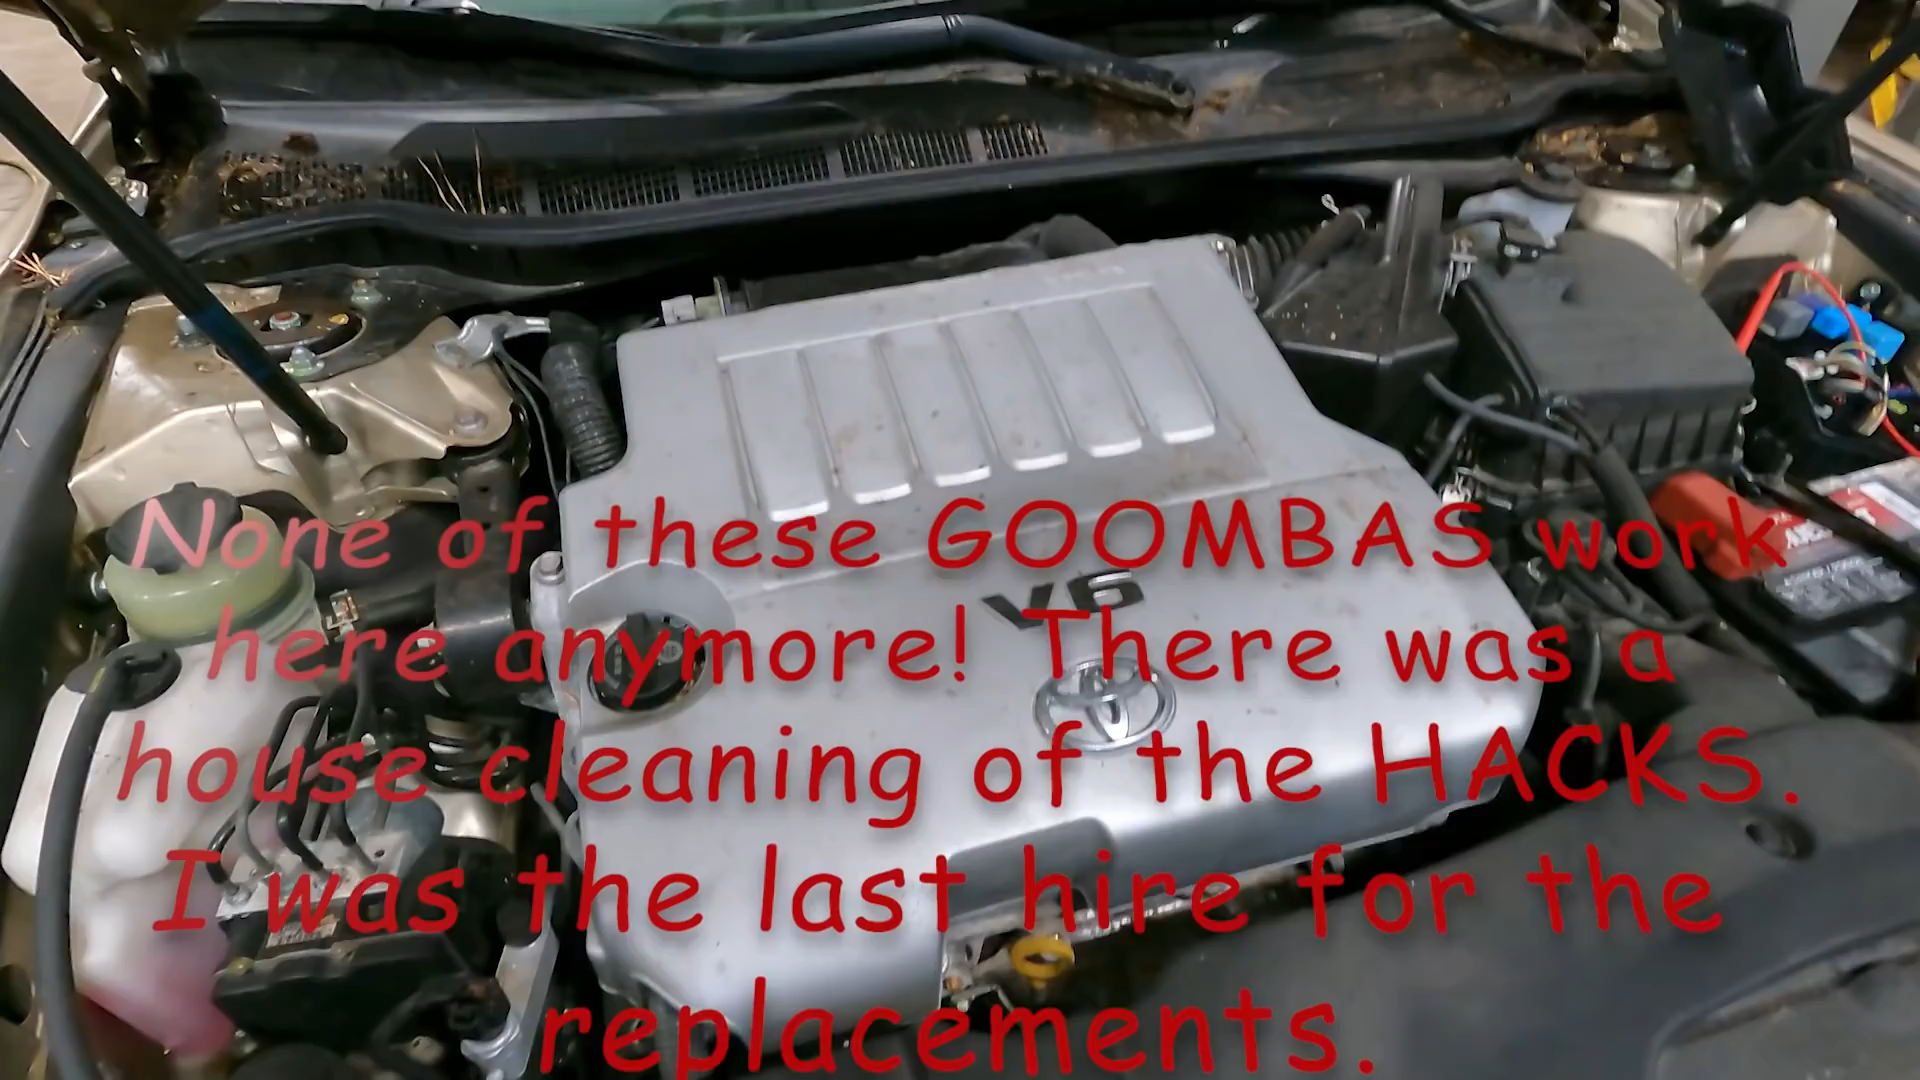 V6
None of these GOOMBAS work
here anymore! There was a
house cleaning of the HACKS.
I was the last hire for the
replacements.